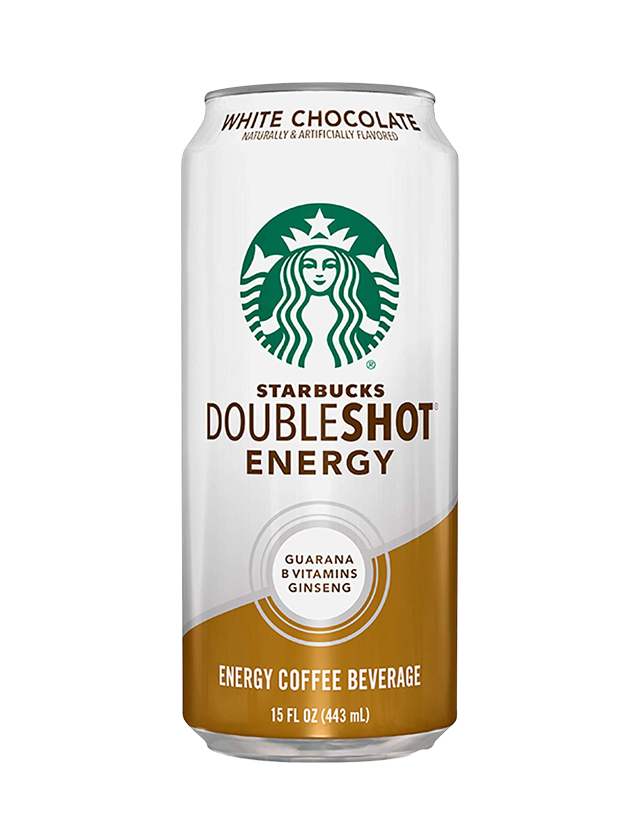 WHITE CHOCOLATE
NATURALLY & ARTIFICIALLY FLAVORED
®
STARBUCKS
DOUBLESHOT®
ENERGY
GUARANA
B VITAMINS
GINSENG
ENERGY COFFEE BEVERAGE
15 FL OZ (443 mL)